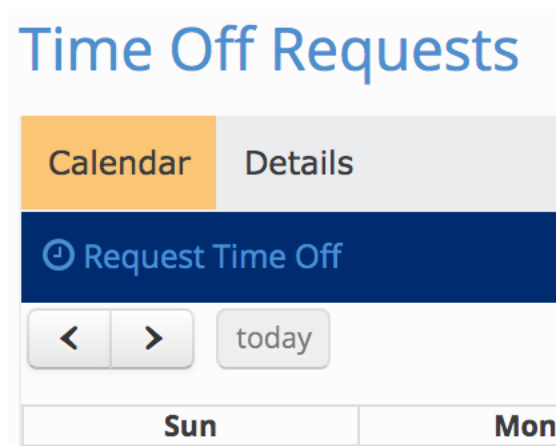 Time Off Requests
Calendar Details
Request Time Off
today
Sun Mon